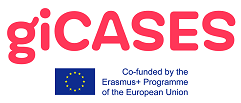 giCASES
Co-funded by the
Erasmus+ Programme
of the European Union